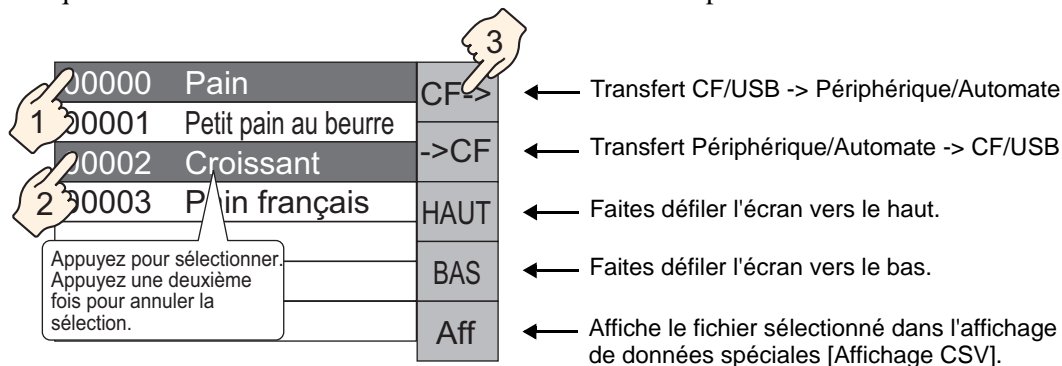 3
00000 Pain
CF->
Transfert CF/USB -> Périphérique/Automate
1
00001 Petit pain au beurre
->CF
Transfert Périphérique/Automate -> CF/USB
00002 Croissant
2
00003 Pain français
HAUT
Faites défiler l'écran vers le haut.
Appuyez pour sélectionner.
Appuyez une deuxième
fois pour annuler la
sélection.
BAS
Faites défiler l'écran vers le bas.
Aff
Affiche le fichier sélectionné dans l'affichage
de données spéciales [Affichage CSV].